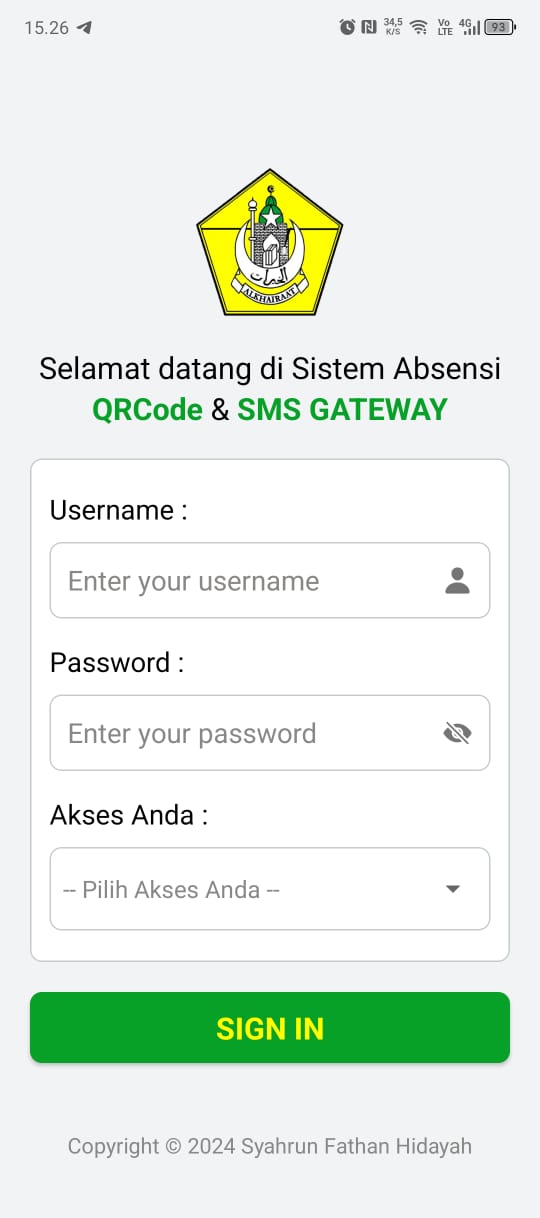 15.26
34,5
K/S
Vo
LTE
4G
93
الخيرات
ALKHAIRAAT
Selamat datang di Sistem Absensi
QRCode & SMS GATEWAY
Username :
Enter your username
Password :
Enter your password
Akses Anda :
-- Pilih Akses Anda --
SIGN IN
Copyright © 2024 Syahrun Fathan Hidayah